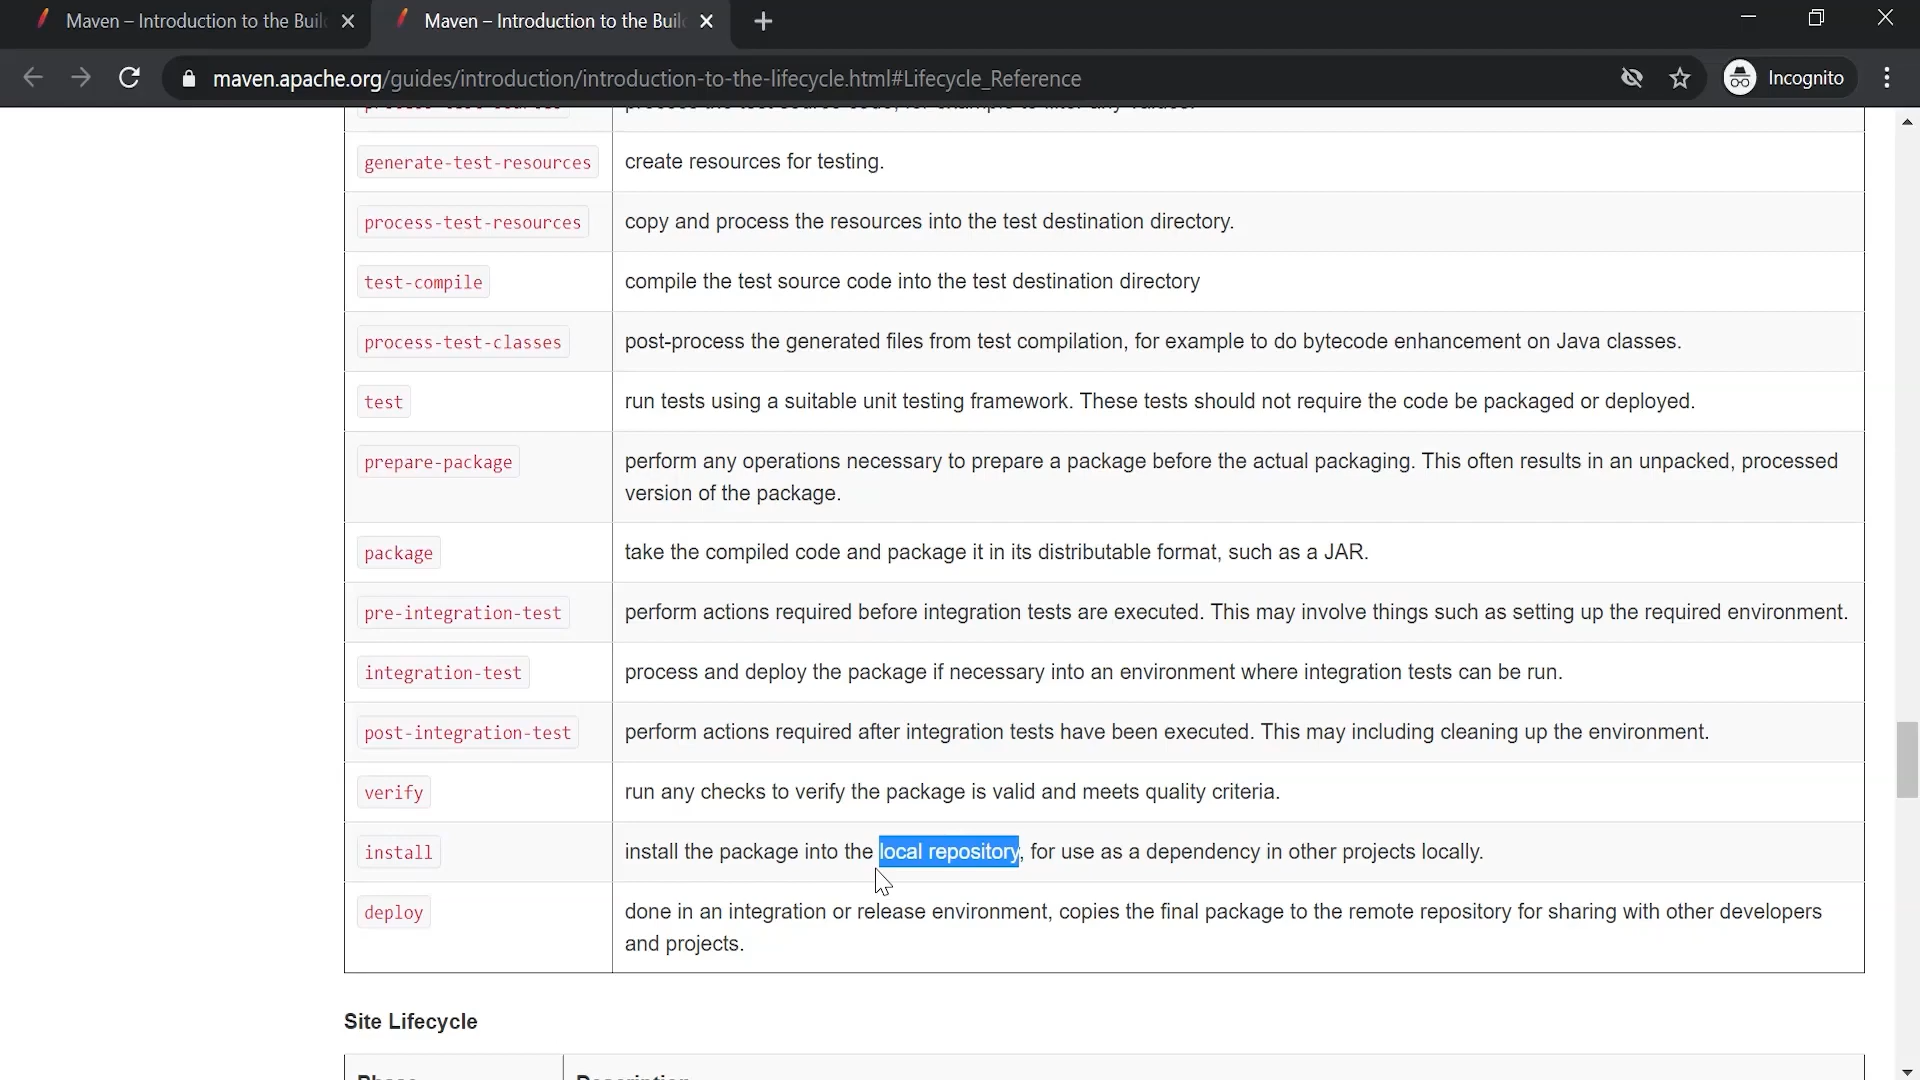 Maven – Introduction to the Buil
Maven – Introduction to the Buil
maven.apache.org/guides/introduction/introduction-to-the-lifecycle.html#Lifecycle_Reference
Incognito
generate-test-resources create resources for testing.
process-test-resources copy and process the resources into the test destination directory.
test-compile compile the test source code into the test destination directory
process-test-classes post-process the generated files from test compilation, for example to do bytecode enhancement on Java classes.
test run tests using a suitable unit testing framework. These tests should not require the code be packaged or deployed.
prepare-package perform any operations necessary to prepare a package before the actual packaging. This often results in an unpacked, processed
version of the package.
package take the compiled code and package it in its distributable format, such as a JAR.
pre-integration-test perform actions required before integration tests are executed. This may involve things such as setting up the required environment.
integration-test process and deploy the package if necessary into an environment where integration tests can be run.
post-integration-test perform actions required after integration tests have been executed. This may including cleaning up the environment.
verify run any checks to verify the package is valid and meets quality criteria.
install install the package into the local repository, for use as a dependency in other projects locally.
deploy done in an integration or release environment, copies the final package to the remote repository for sharing with other developers
and projects.
Site Lifecycle
Phase Description